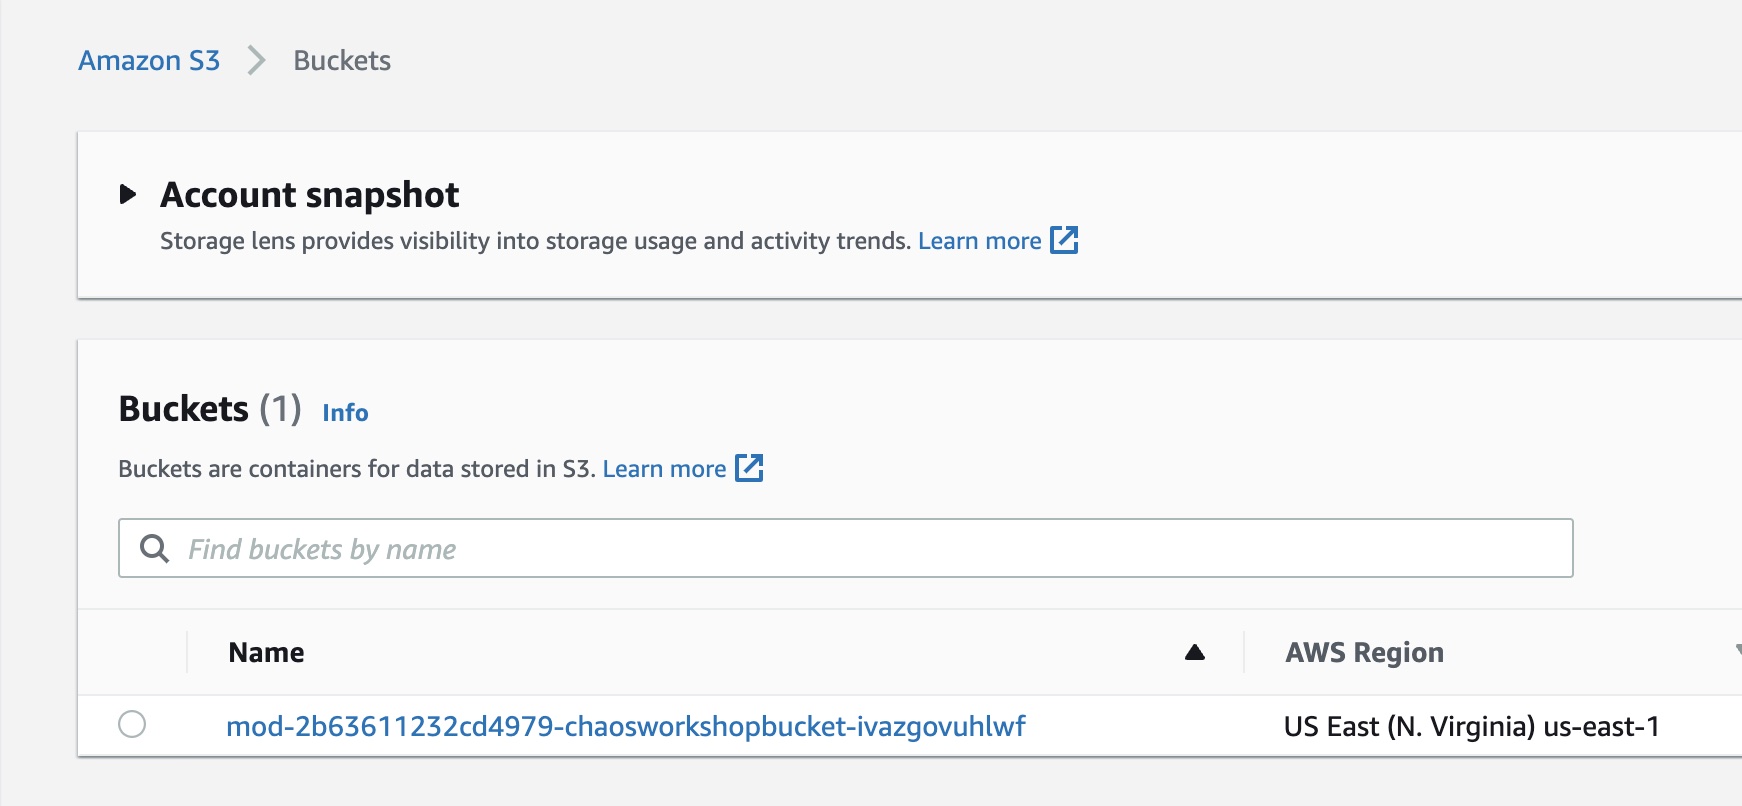 Amazon S3 > Buckets
Account snapshot
Storage lens provides visibility into storage usage and activity trends. Learn more
Buckets (1) Info
Buckets are containers for data stored in S3. Learn more
Find buckets by name
Name AWS Region
mod-2b63611232cd4979-chaosworkshopbucket-ivazgovuhlwf US East (N. Virginia) us-east-1